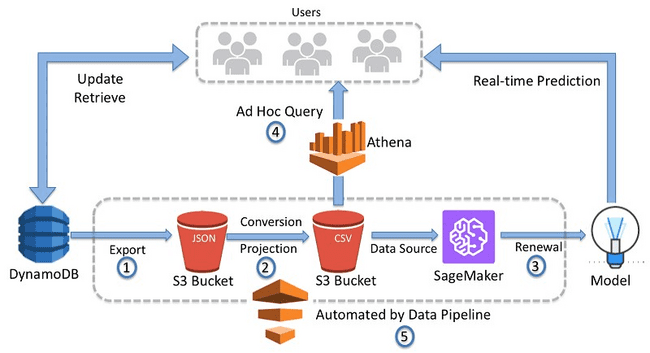 Users
Update
Retrieve
Real-time Prediction
Ad Hoc Query
4
Athena
JSON
Conversion
CSV
DynamoDB
Export
1
S3 Bucket
Projection
2
S3 Bucket
Data Source
SageMaker
Renewal
3
Model
Automated by Data Pipeline
5